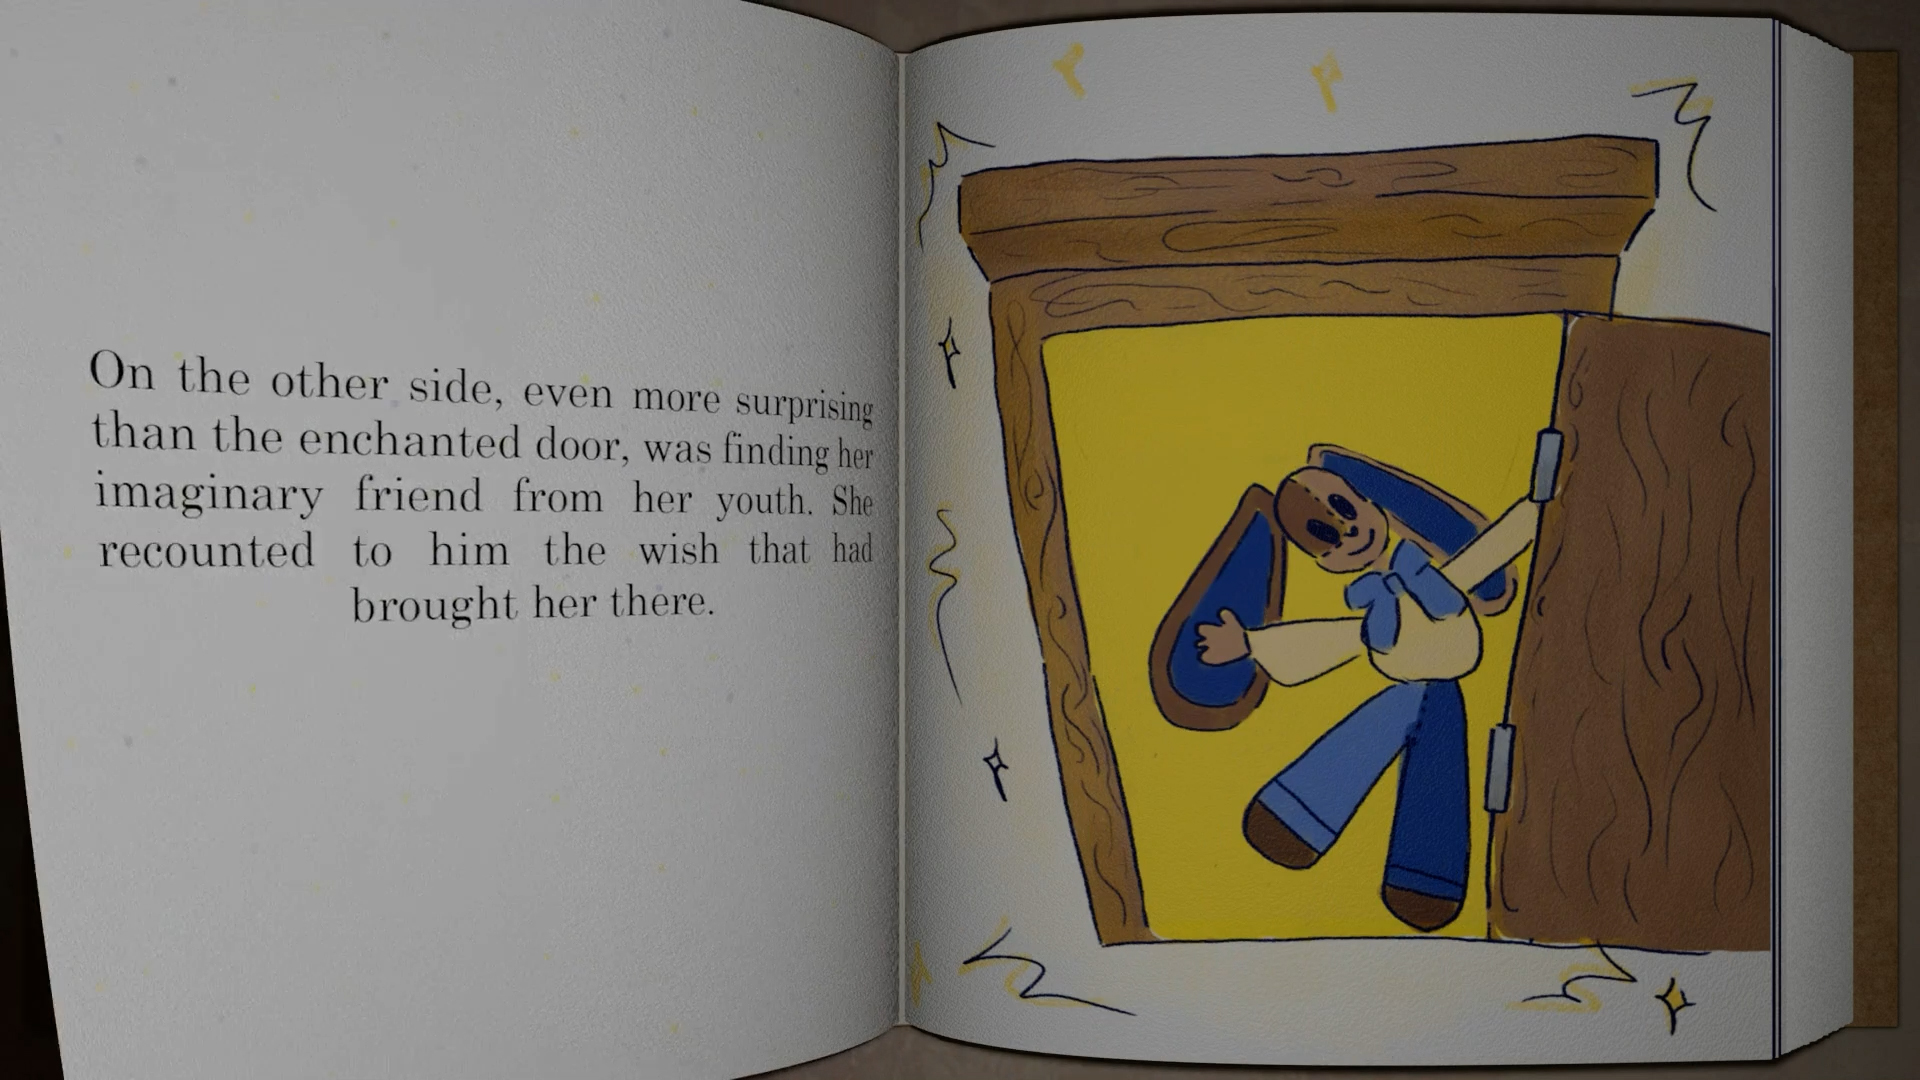 On the other side, even more surprising
than the enchanted door, was finding her
imaginary friend from her youth. She
recounted to him the wish that had
brought her there.